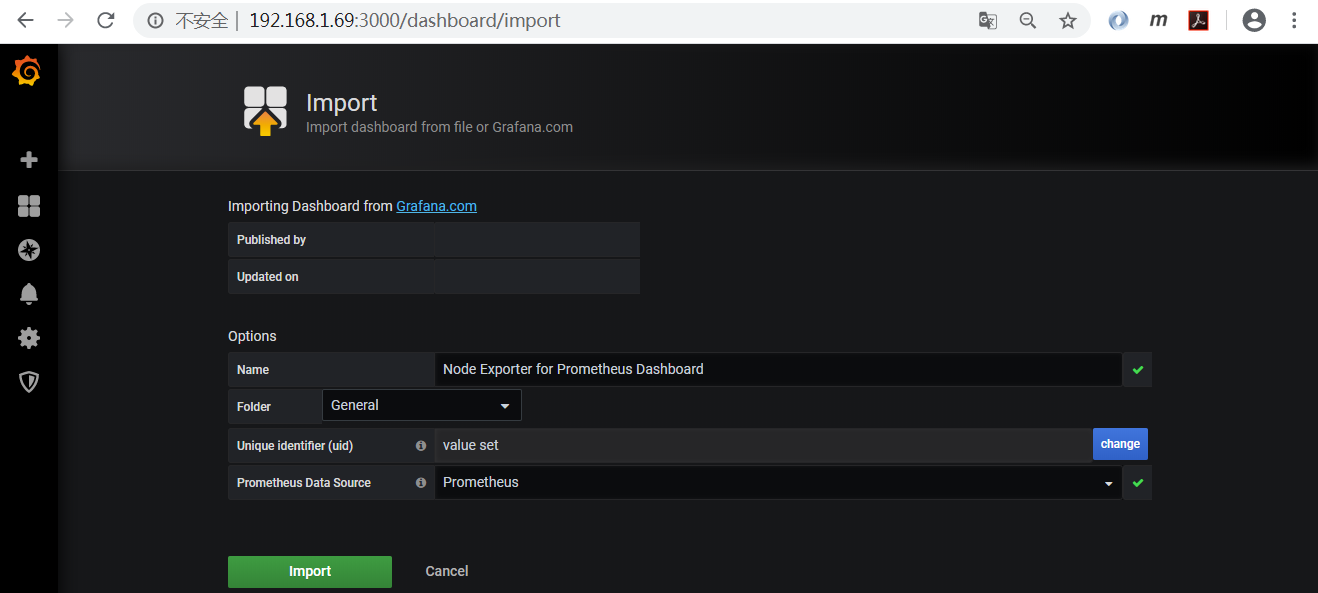 不安全 192.168.1.69:3000/dashboard/import
m
Import
Import dashboard from file or Grafana.com
Importing Dashboard from Grafana.com
Published by
Updated on
Options
Name Node Exporter for Prometheus Dashboard
Folder General
Unique identifier (uid) value set change
Prometheus Data Source Prometheus
Import Cancel